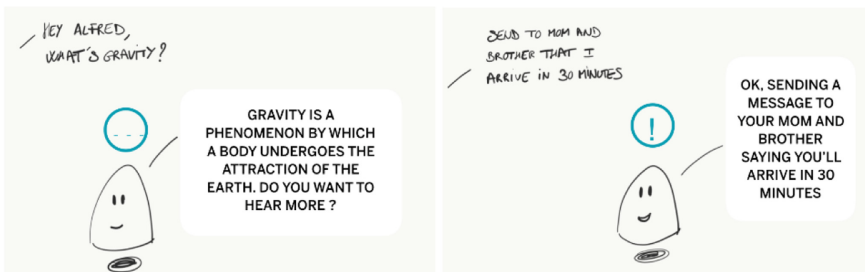 HEY ALFRED,
WHAT'S GRAVITY?
- - -
GRAVITY IS A
PHENOMENON BY WHICH
A BODY UNDERGOES THE
ATTRACTION OF THE
EARTH. DO YOU WANT TO
HEAR MORE ?
SEND TO MOM AND
BROTHER THAT I
ARRIVE IN 30 MINUTES
!
OK, SENDING A
MESSAGE TO
YOUR MOM AND
BROTHER
SAYING YOU'LL
ARRIVE IN 30
MINUTES